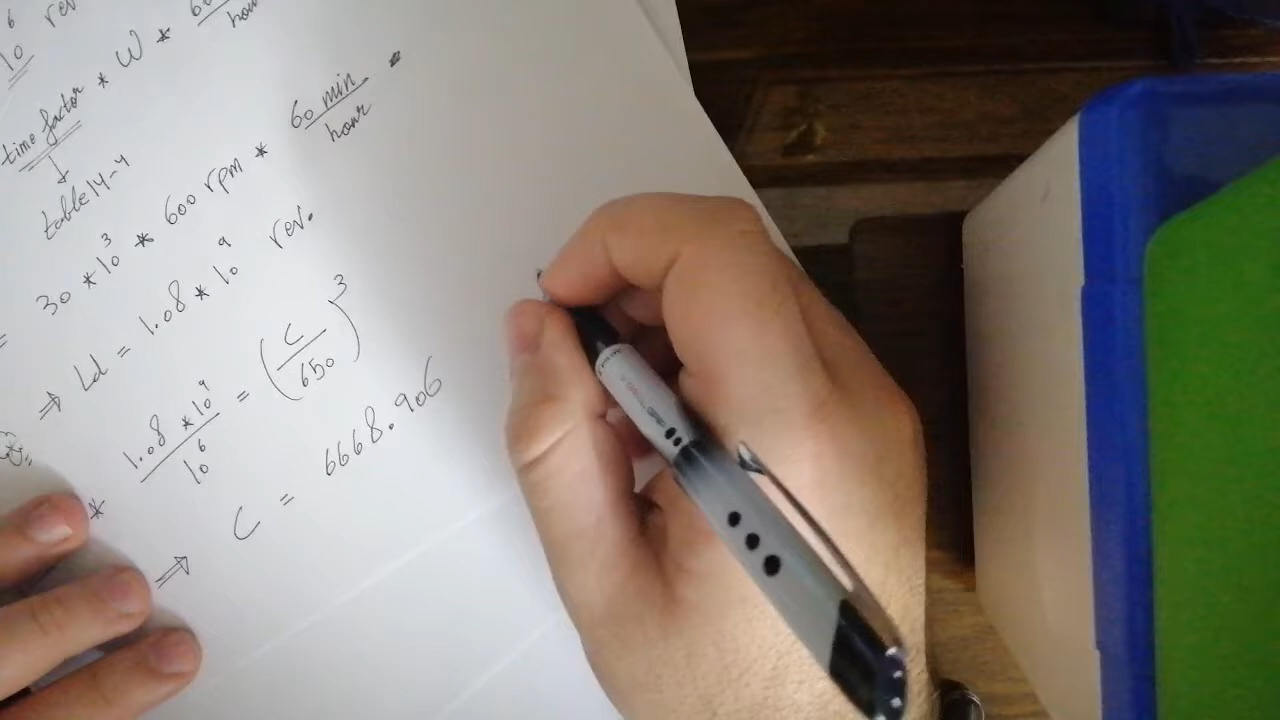 10^6 rev
time factor * ω * 60
hour
↓
table 14-4
= 30 * 10^3 * 600 rpm * 60 min / hour
⇒ Ld = 1.08 * 10^9 rev.
* 1.08 * 10^9 / 10^6 = (C / 650)^3
⇒ C = 6668.906